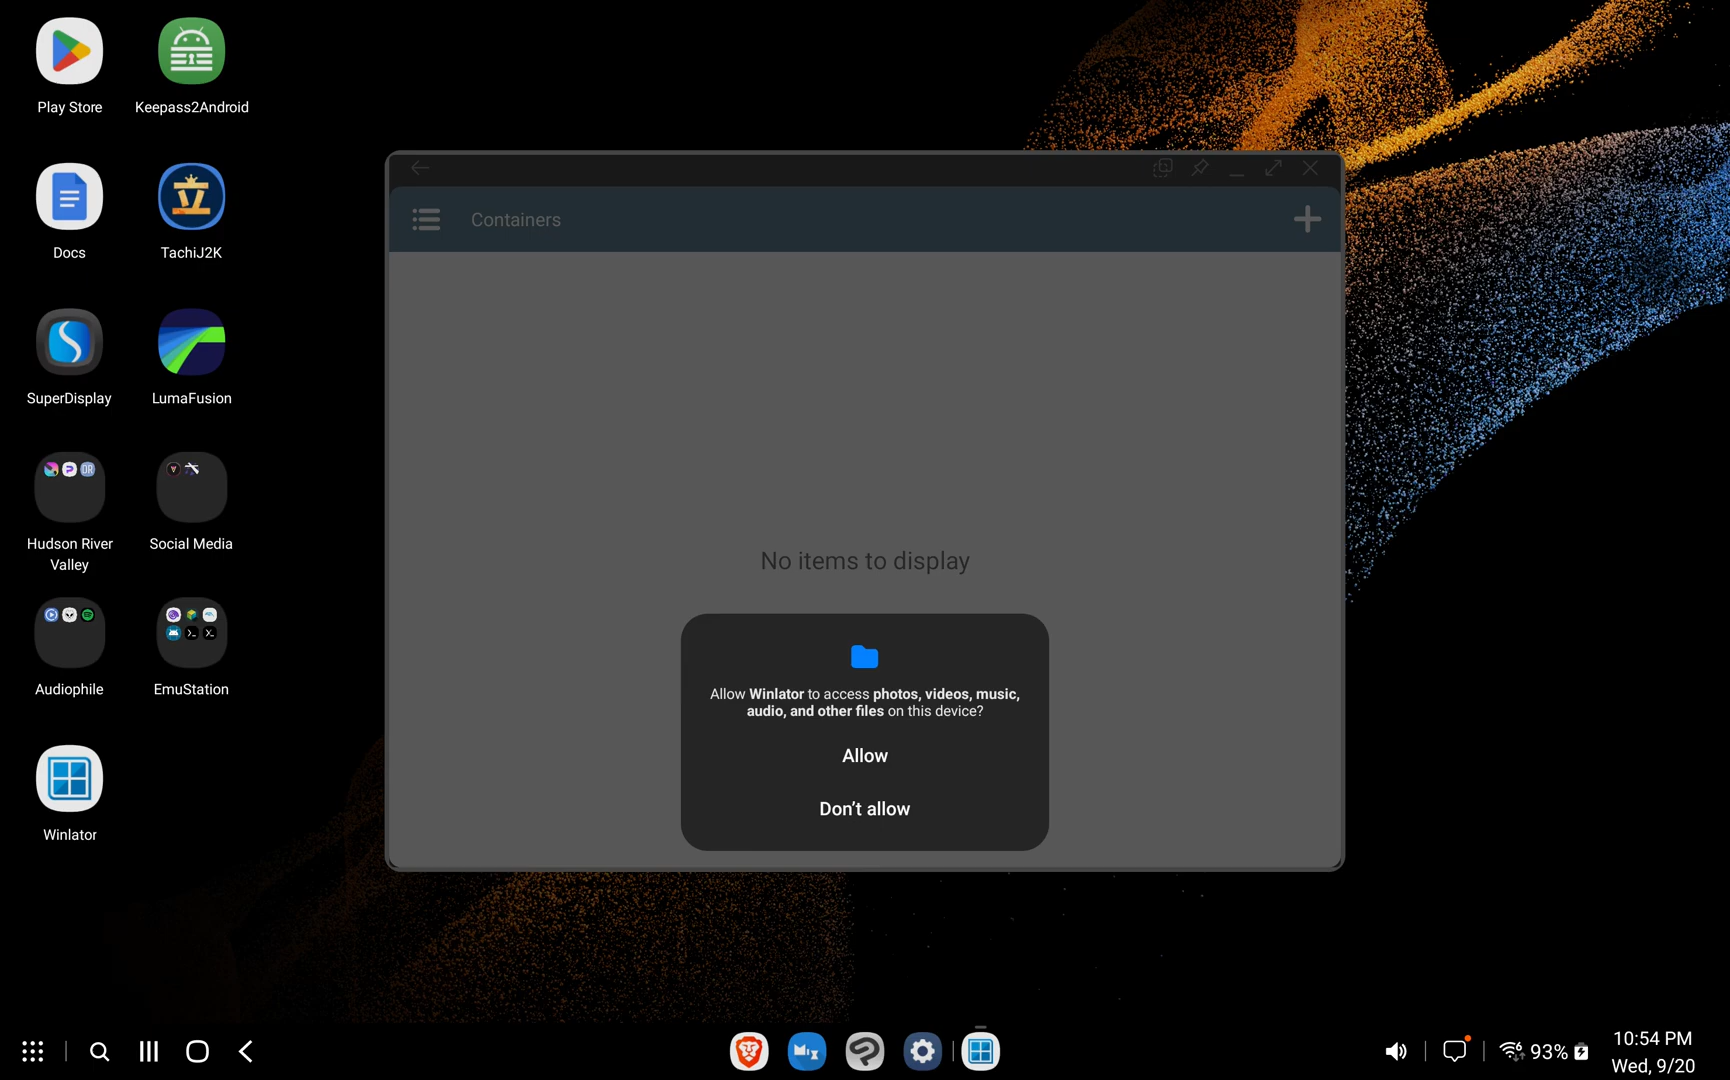 Play Store
Keepass2Android
Docs
TachiJ2K
SuperDisplay
LumaFusion
Hudson River
Valley
Social Media
Audiophile
EmuStation
Winlator
Containers
No items to display
Allow Winlator to access photos, videos, music,
audio, and other files on this device?
Allow
Don't allow
93%
10:54 PM
Wed, 9/20